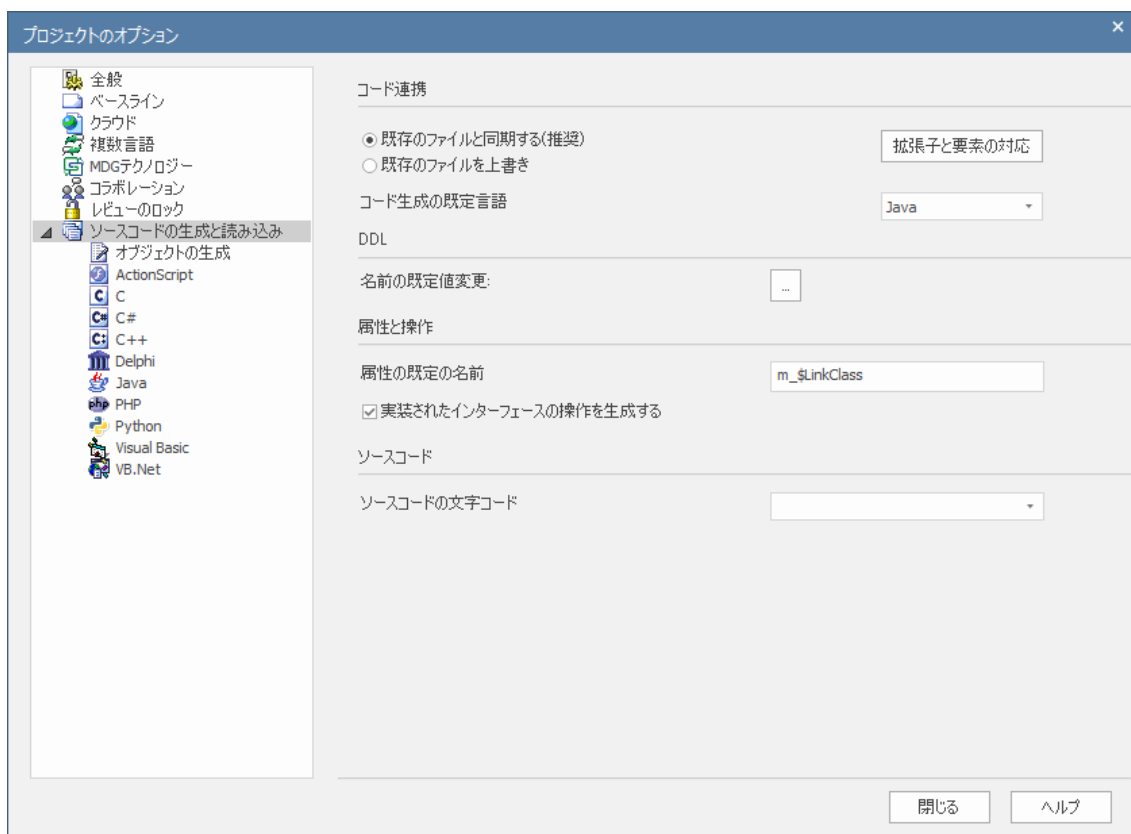 プロジェクトのオプション
全般
ベースライン
クラウド
複数言語
MDGテクノロジー
コラボレーション
レビューのロック
ソースコードの生成と読み込み
オブジェクトの生成
ActionScript
C
C#
C++
Delphi
Java
PHP
Python
Visual Basic
VB.Net
コード連携
既存のファイルと同期する(推奨)
拡張子と要素の対応
既存のファイルを上書き
コード生成の既定言語
Java
DDL
名前の既定値変更:
...
属性と操作
属性の既定の名前
m_$LinkClass
実装されたインターフェースの操作を生成する
ソースコード
ソースコードの文字コード
閉じる
ヘルプ